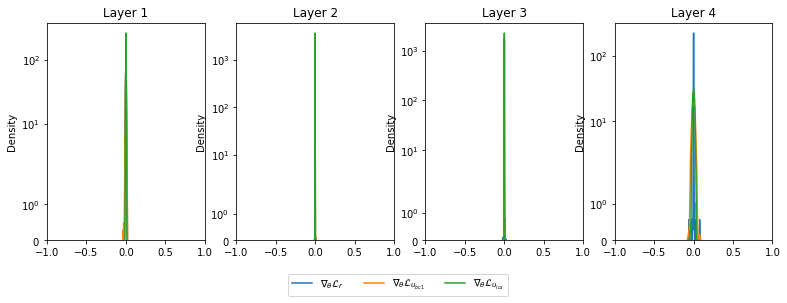 Layer 1 Layer 2 Layer 3 Layer 4
Density 10² 10¹ 10⁰ 0 −1.0 −0.5 0.0 0.5 1.0
Density 10³ 10² 10¹ 10⁰ 0 −1.0 −0.5 0.0 0.5 1.0
Density 10³ 10² 10¹ 10⁰ 0 −1.0 −0.5 0.0 0.5 1.0
Density 10² 10¹ 10⁰ 0 −1.0 −0.5 0.0 0.5 1.0
∇θℒr ∇θℒubc1 ∇θℒuics